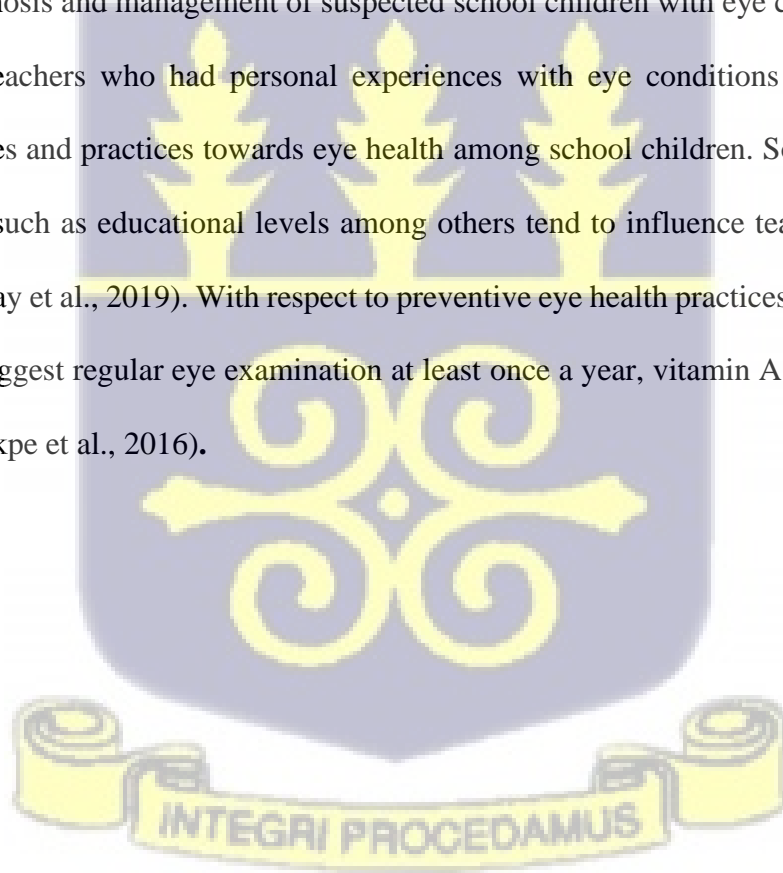 nosis and management of suspected school children with eye c
eachers who had personal experiences with eye conditions
es and practices towards eye health among school children. S
such as educational levels among others tend to influence tea
ay et al., 2019). With respect to preventive eye health practices
ggest regular eye examination at least once a year, vitamin A
kpe et al., 2016).
INTEGRI PROCEDAMUS